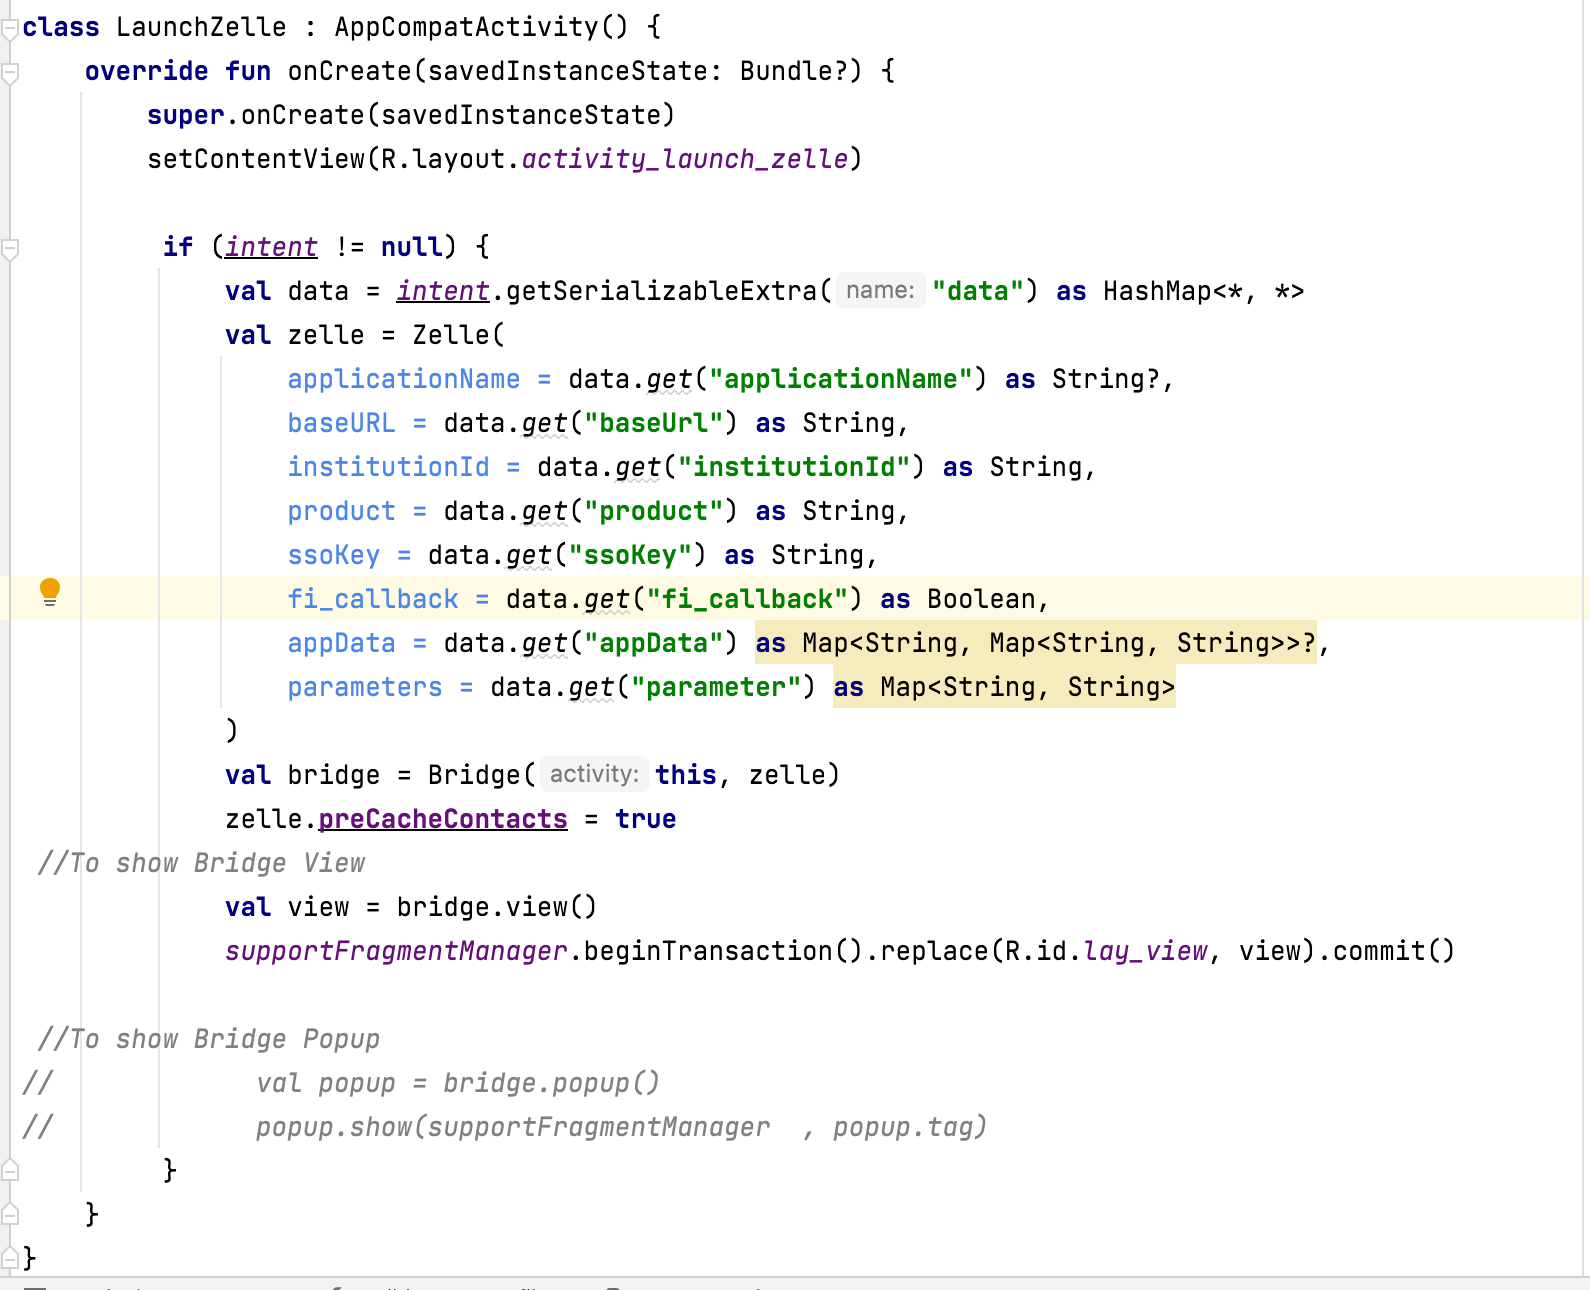 class LaunchZelle : AppCompatActivity() {
    override fun onCreate(savedInstanceState: Bundle?) {
        super.onCreate(savedInstanceState)
        setContentView(R.layout.activity_launch_zelle)
         if (intent != null) {
             val data = intent.getSerializableExtra( name: "data") as HashMap<*, *>
             val zelle = Zelle(
                 applicationName = data.get("applicationName") as String?,
                 baseURL = data.get("baseUrl") as String,
                 institutionId = data.get("institutionId") as String,
                 product = data.get("product") as String,
                 ssoKey = data.get("ssoKey") as String,
                 fi_callback = data.get("fi_callback") as Boolean,
                 appData = data.get("appData") as Map<String, Map<String, String>>?,
                 parameters = data.get("parameter") as Map<String, String>
             )
             val bridge = Bridge( activity: this, zelle)
             zelle.preCacheContacts = true
 //To show Bridge View
             val view = bridge.view()
             supportFragmentManager.beginTransaction().replace(R.id.lay_view, view).commit()
 //To show Bridge Popup
//             val popup = bridge.popup()
//             popup.show(supportFragmentManager  , popup.tag)
         }
    }
}